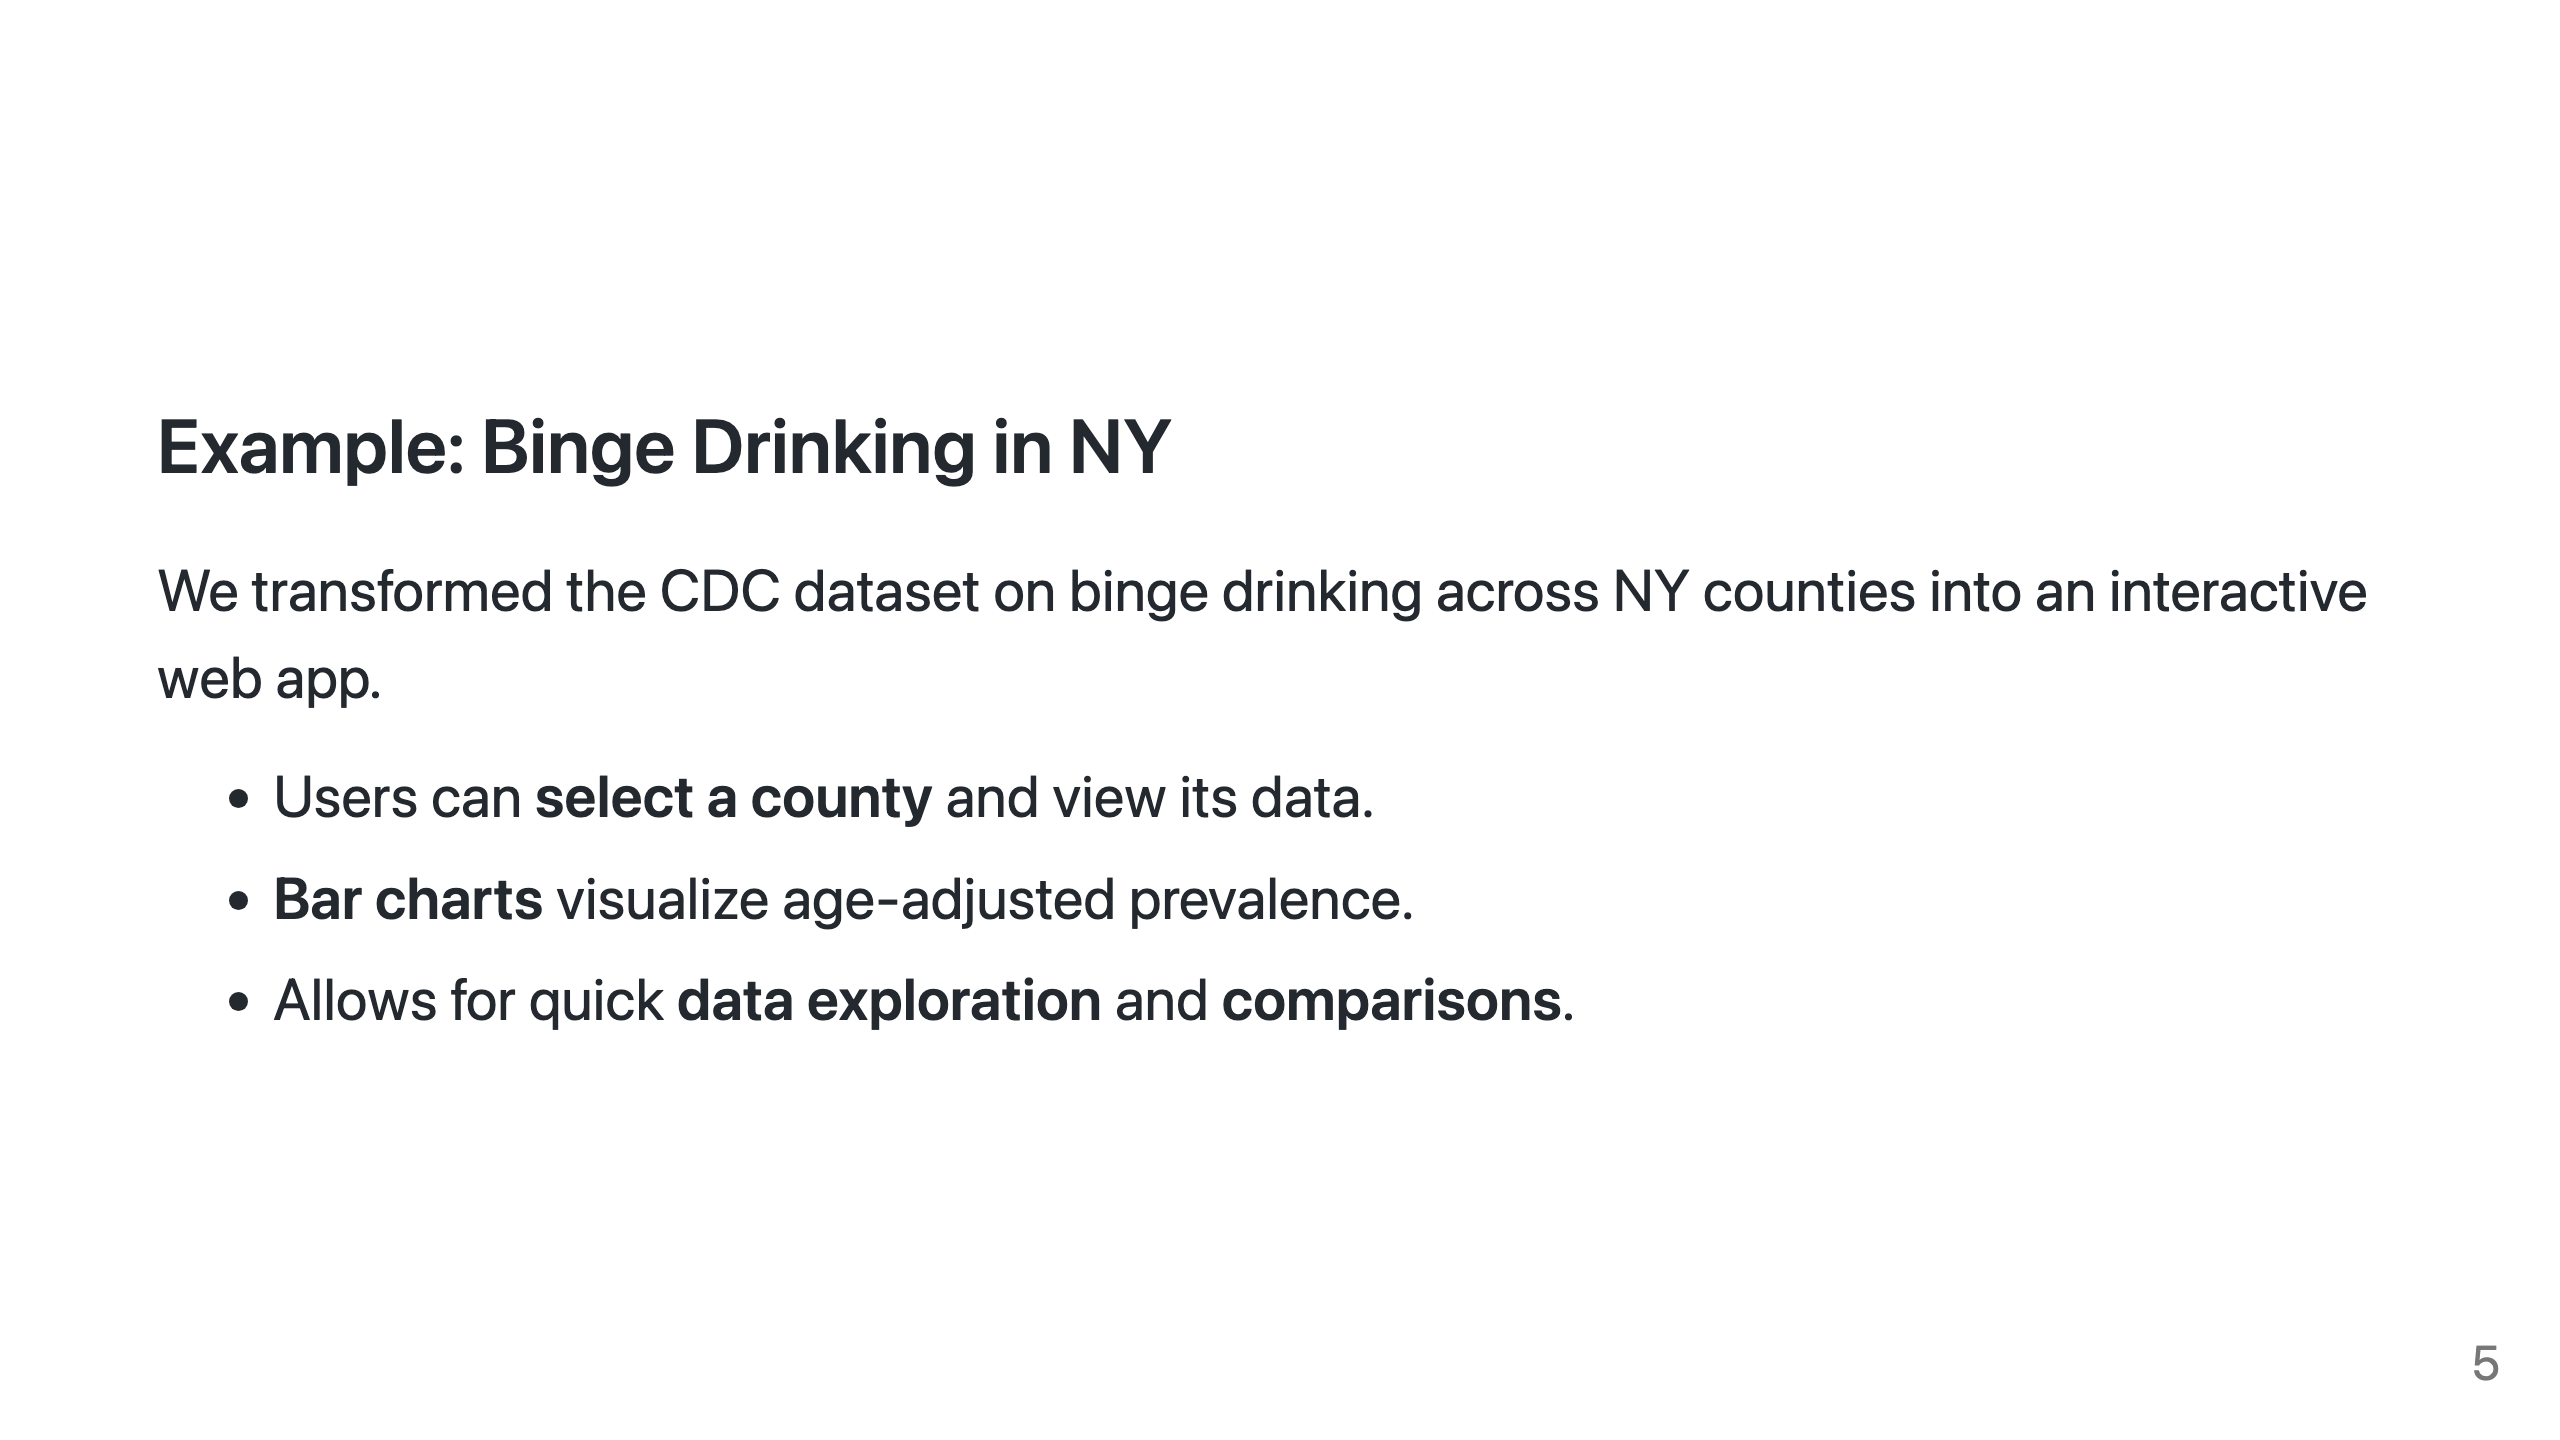 Example: Binge Drinking in NY
We transformed the CDC dataset on binge drinking across NY counties into an interactive
web app.
• Users can select a county and view its data.
• Bar charts visualize age-adjusted prevalence.
• Allows for quick data exploration and comparisons.
5